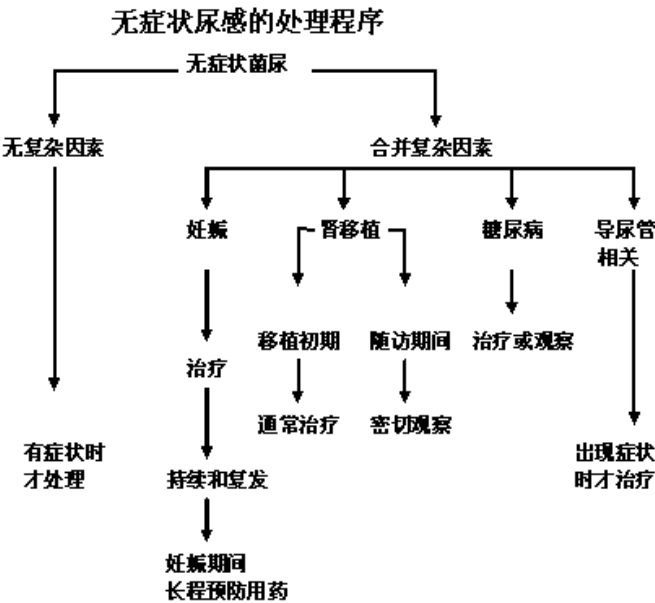 无症状尿感的处理程序
无症状菌尿
无复杂因素
合并复杂因素
妊娠
肾移植
糖尿病
导尿管
相关
移植初期
随访期间
治疗或观察
治疗
通常治疗
密切观察
有症状时
才处理
持续和复发
出现症状
时才治疗
妊娠期间
长程预防用药